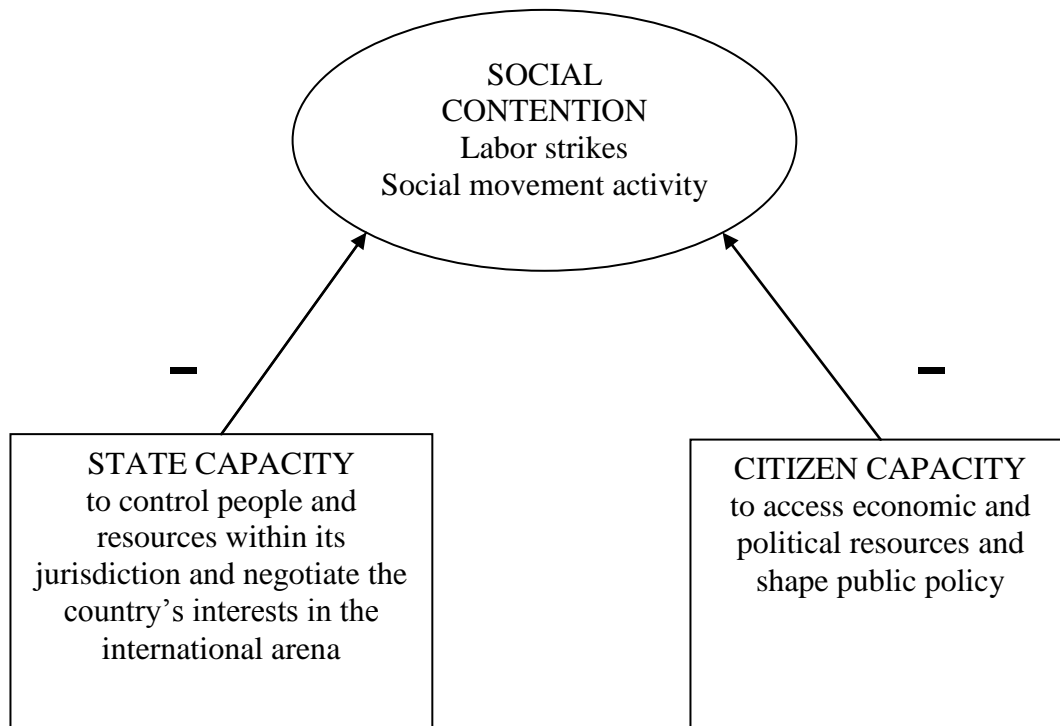 SOCIAL
CONTENTION
Labor strikes
Social movement activity
–
–
STATE CAPACITY
to control people and
resources within its
jurisdiction and negotiate the
country’s interests in the
international arena
CITIZEN CAPACITY
to access economic and
political resources and
shape public policy